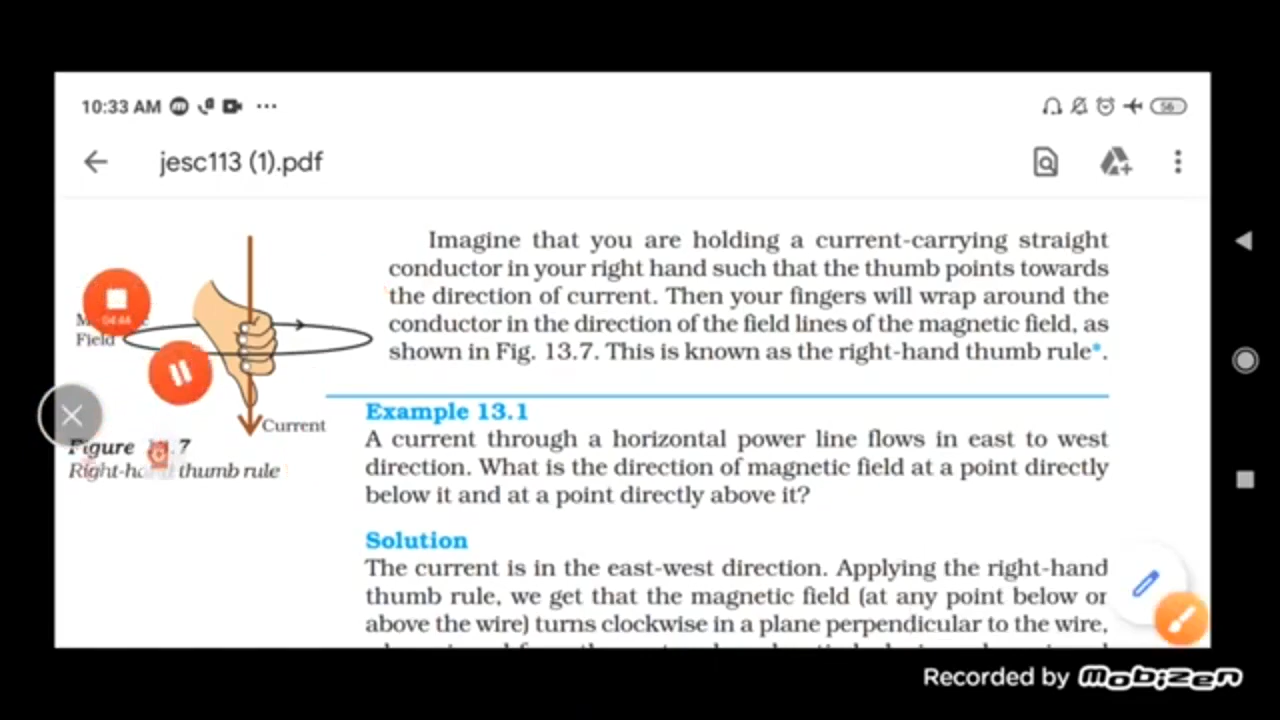 10:33 AM
56
jesc113 (1).pdf
Imagine that you are holding a current-carrying straight
conductor in your right hand such that the thumb points towards
the direction of current. Then your fingers will wrap around the
conductor in the direction of the field lines of the magnetic field, as
shown in Fig. 13.7. This is known as the right-hand thumb rule*.
04:44
Field
Current
Figure .7
thumb rule
Example 13.1
A current through a horizontal power line flows in east to west
direction. What is the direction of magnetic field at a point directly
below it and at a point directly above it?
Solution
The current is in the east-west direction. Applying the right-hand
thumb rule, we get that the magnetic field (at any point below or
above the wire) turns clockwise in a plane perpendicular to the wire,
Recorded by Mobizen